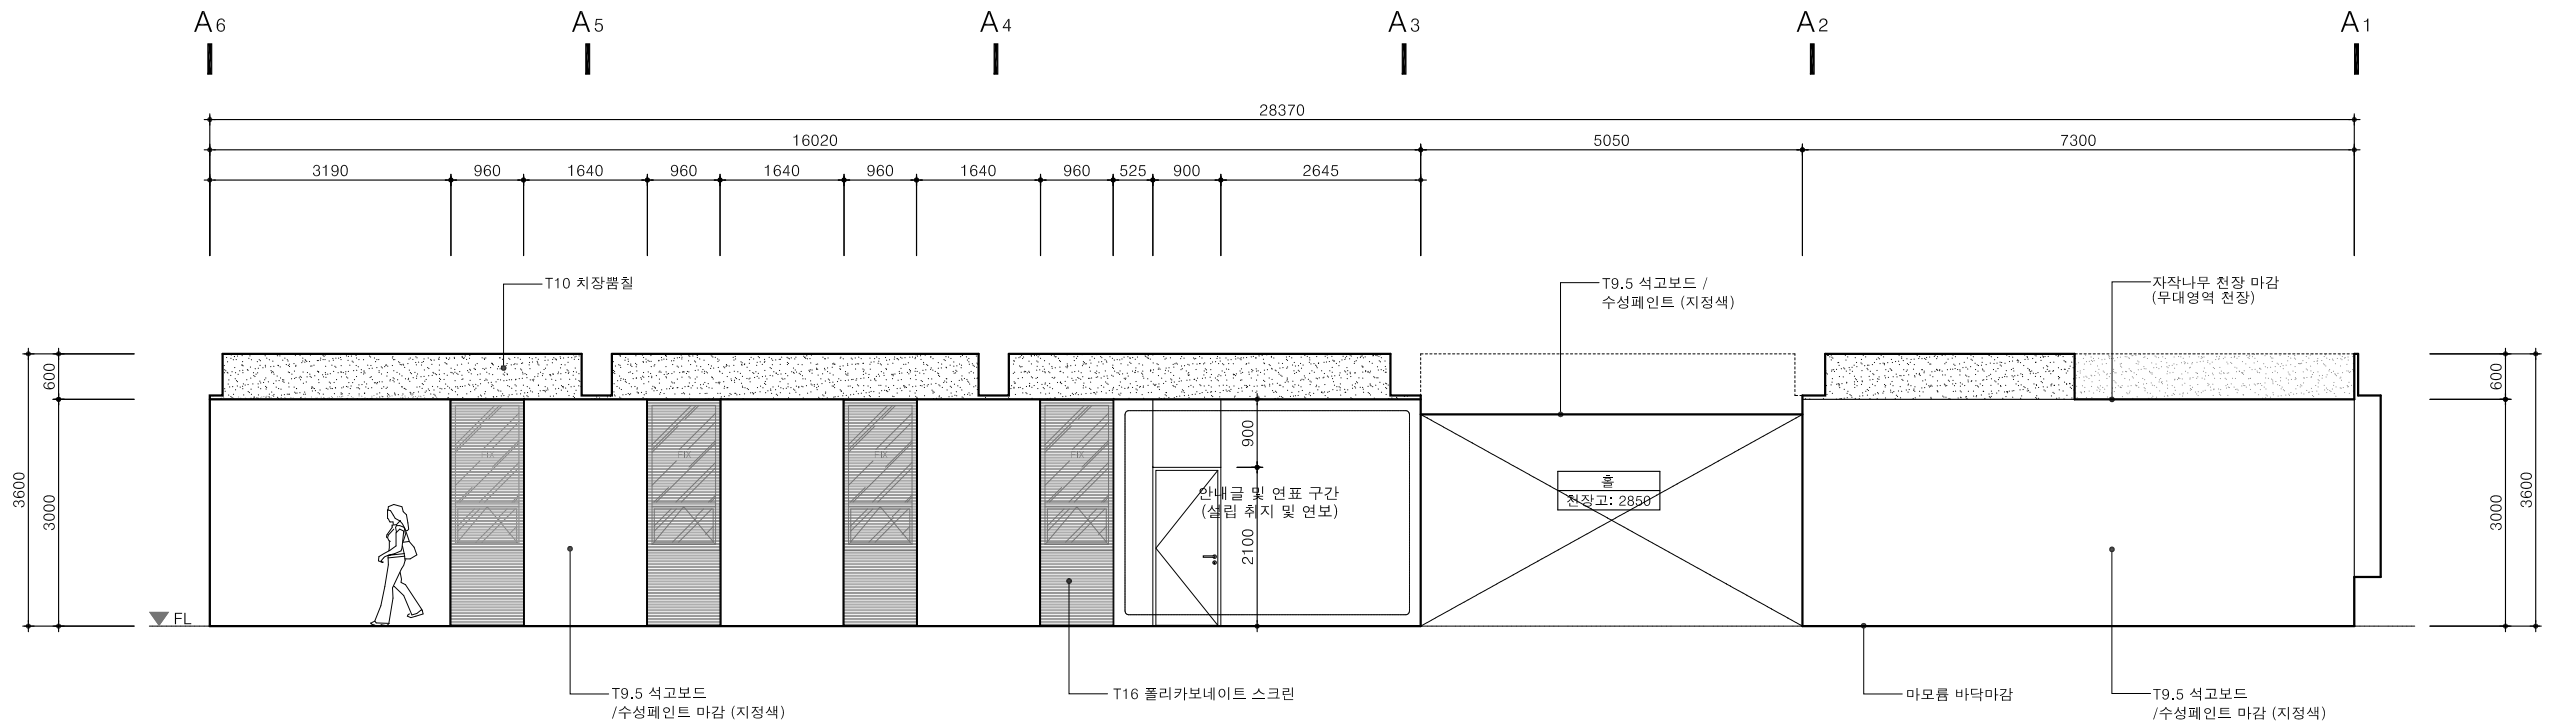 A6 A5 A4 A3 A2 A1
28370
16020 5050 7300
3190 960 1640 960 1640 960 1640 960 525 900 2645
T10 치장뿜칠
T9.5 석고보드 /
수성페인트 (지정색)
자작나무 천장 마감
(무대영역 천장)
600
3600
3000
FL
FIX FIX FIX FIX
900
안내글 및 연표 구간
(설립 취지 및 연보)
2100
홀
천장고: 2850
600
3000
3600
T9.5 석고보드
/수성페인트 마감 (지정색)
T16 폴리카보네이트 스크린
마모륨 바닥마감
T9.5 석고보드
/수성페인트 마감 (지정색)